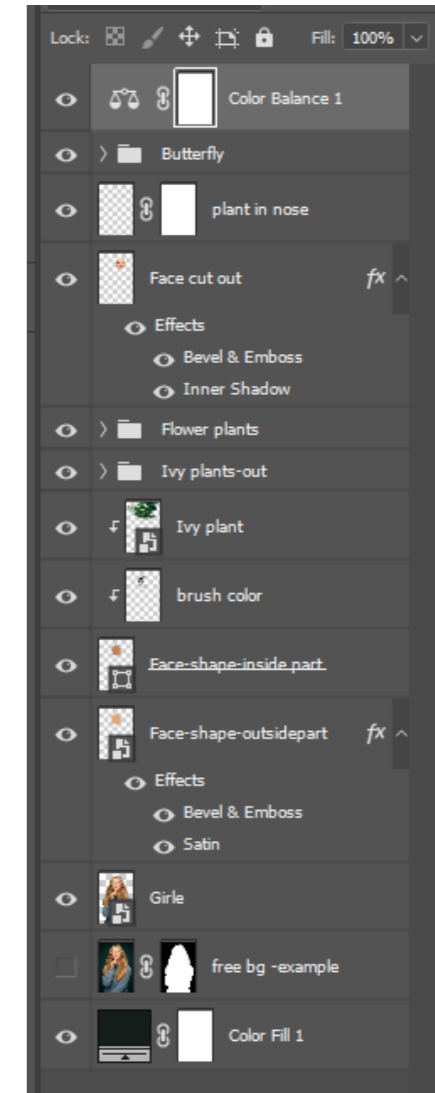 Lock: Fill: 100%
Color Balance 1
Butterfly
plant in nose
Face cut out fx
Effects
Bevel & Emboss
Inner Shadow
Flower plants
Ivy plants-out
Ivy plant
brush color
Face-shape-inside part
Face-shape-outsidepart fx
Effects
Bevel & Emboss
Satin
Girle
free bg -example
Color Fill 1